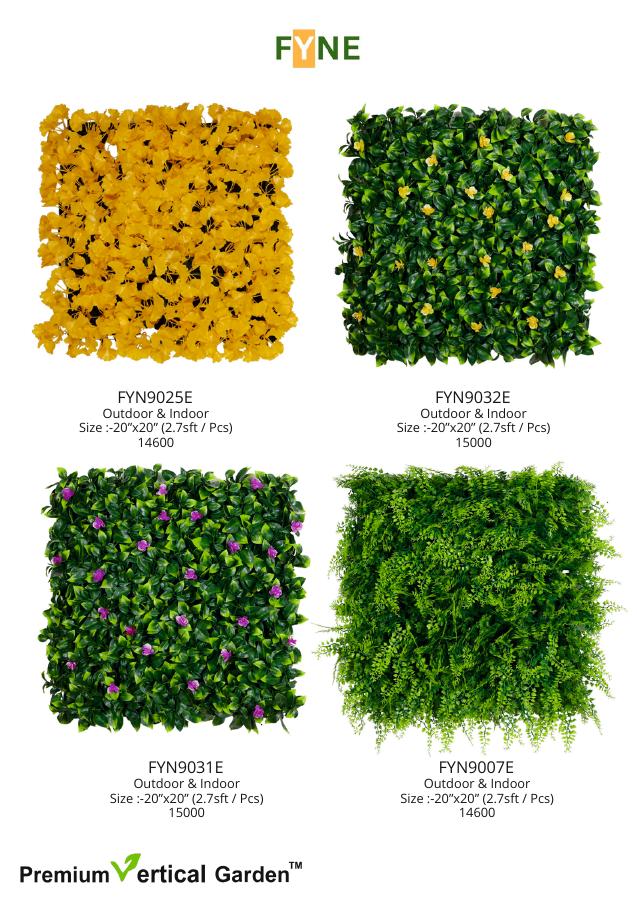 FYNE
FYN9025E
Outdoor & Indoor
Size :-20”x20” (2.7sft / Pcs)
14600
FYN9032E
Outdoor & Indoor
Size :-20”x20” (2.7sft / Pcs)
15000
FYN9031E
Outdoor & Indoor
Size :-20”x20” (2.7sft / Pcs)
15000
FYN9007E
Outdoor & Indoor
Size :-20”x20” (2.7sft / Pcs)
14600
Premium Vertical Garden™